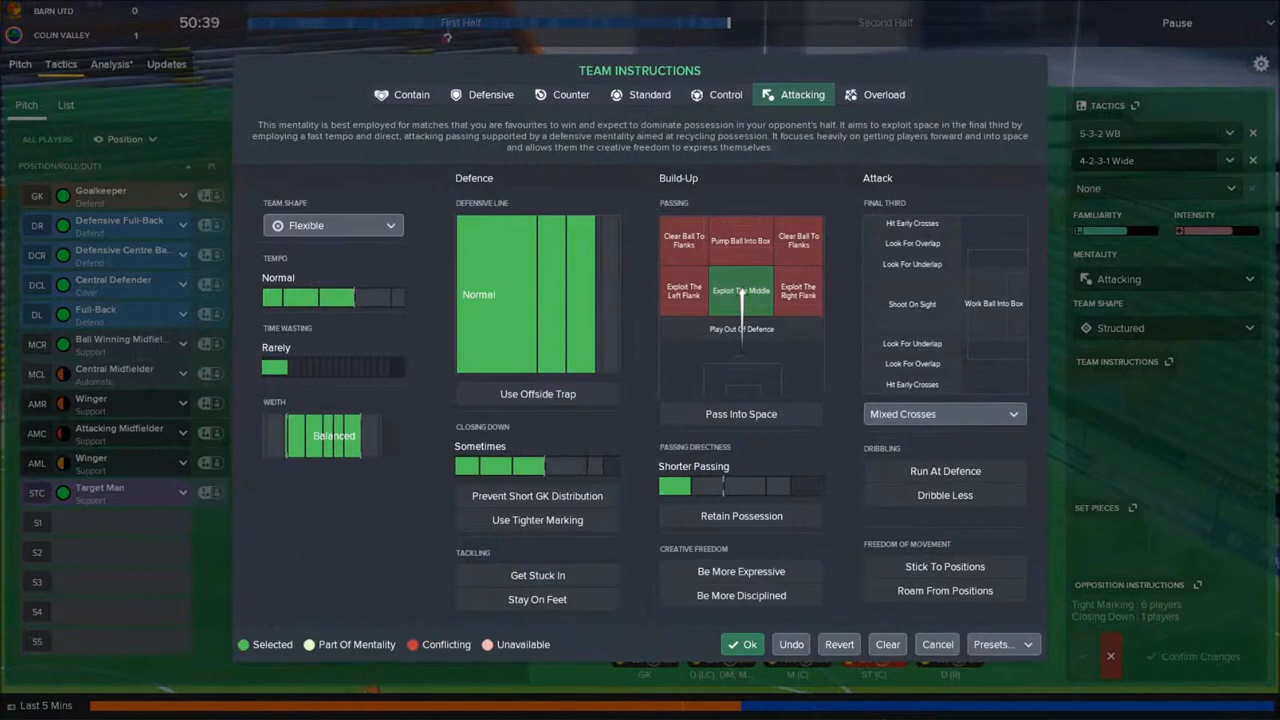 BARN UTD 0
COLIN VALLEY 1
50:39
First Half
Second Half
Pause
Pitch Tactics Analysis* Updates
Pitch List
ALL PLAYERS Position
POSITION/ROLE/DUTY
GK Goalkeeper
Defend
DR Defensive Full-Back
Defend
DCR Defensive Centre Ba...
Defend
DCL Central Defender
Cover
DL Full-Back
Defend
MCR Ball Winning Midfiel...
Support
MCL Central Midfielder
Automatic
AMR Winger
Support
AMC Attacking Midfielder
Support
AML Winger
Support
STC Target Man
Support
S1
S2
S3
S4
S5
TEAM INSTRUCTIONS
Contain Defensive Counter Standard Control Attacking Overload
This mentality is best employed for matches that you are favourites to win and expect to dominate possession in your opponent's half. It aims to exploit space in the final third by
employing a fast tempo and direct, attacking passing supported by a defensive mentality aimed at recycling possession. It focuses heavily on getting players forward and into space
and allows them the creative freedom to express themselves.
TEAM SHAPE
Flexible
TEMPO
Normal
TIME WASTING
Rarely
WIDTH
Balanced
Defence
DEFENSIVE LINE
Normal
Use Offside Trap
CLOSING DOWN
Sometimes
Prevent Short GK Distribution
Use Tighter Marking
TACKLING
Get Stuck In
Stay On Feet
Build-Up
PASSING
Clear Ball To
Flanks
Pump Ball Into Box
Clear Ball To
Flanks
Exploit The
Left Flank
Exploit The Middle
Exploit The
Right Flank
Play Out Of Defence
Pass Into Space
PASSING DIRECTNESS
Shorter Passing
Retain Possession
CREATIVE FREEDOM
Be More Expressive
Be More Disciplined
Attack
FINAL THIRD
Hit Early Crosses
Look For Overlap
Look For Underlap
Shoot On Sight
Work Ball Into Box
Look For Underlap
Look For Overlap
Hit Early Crosses
Mixed Crosses
DRIBBLING
Run At Defence
Dribble Less
FREEDOM OF MOVEMENT
Stick To Positions
Roam From Positions
Selected Part Of Mentality Conflicting Unavailable
Ok Undo Revert Clear Cancel Presets...
TACTICS
5-3-2 WB
4-2-3-1 Wide
None
FAMILIARITY INTENSITY
MENTALITY
Attacking
TEAM SHAPE
Structured
TEAM INSTRUCTIONS
SET PIECES
OPPOSITION INSTRUCTIONS
Tight Marking : 6 players
Closing Down : 1 players
Confirm Changes
GK D (LC), DM, M... M (C) ST (C) D (R)
Last 5 Mins